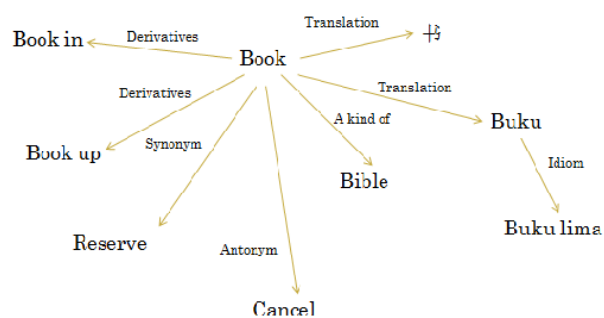 Translation
书
Book in
Derivatives
Book
Derivatives
Translation
Synonym
A kind of
Buku
Book up
Idiom
Bible
Reserve
Antonym
Buku lima
Cancel